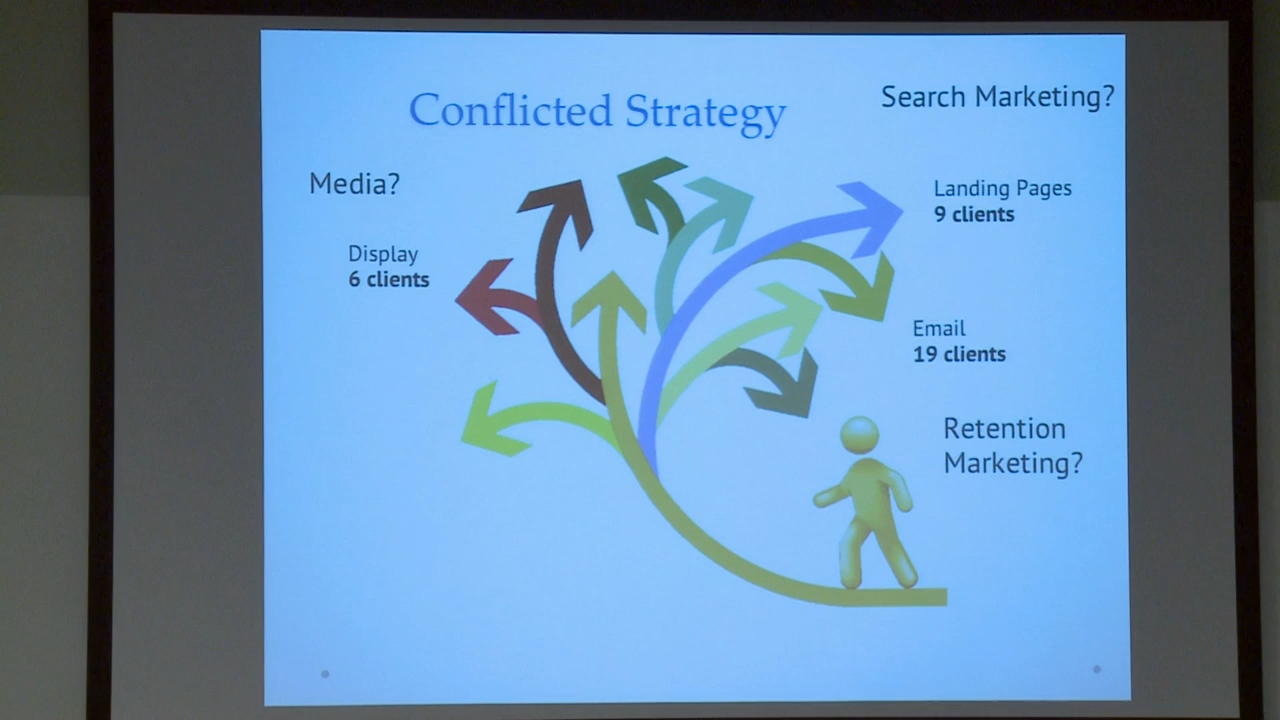 Conflicted Strategy
Search Marketing?
Media?
Landing Pages
9 clients
Display
6 clients
Email
19 clients
Retention
Marketing?